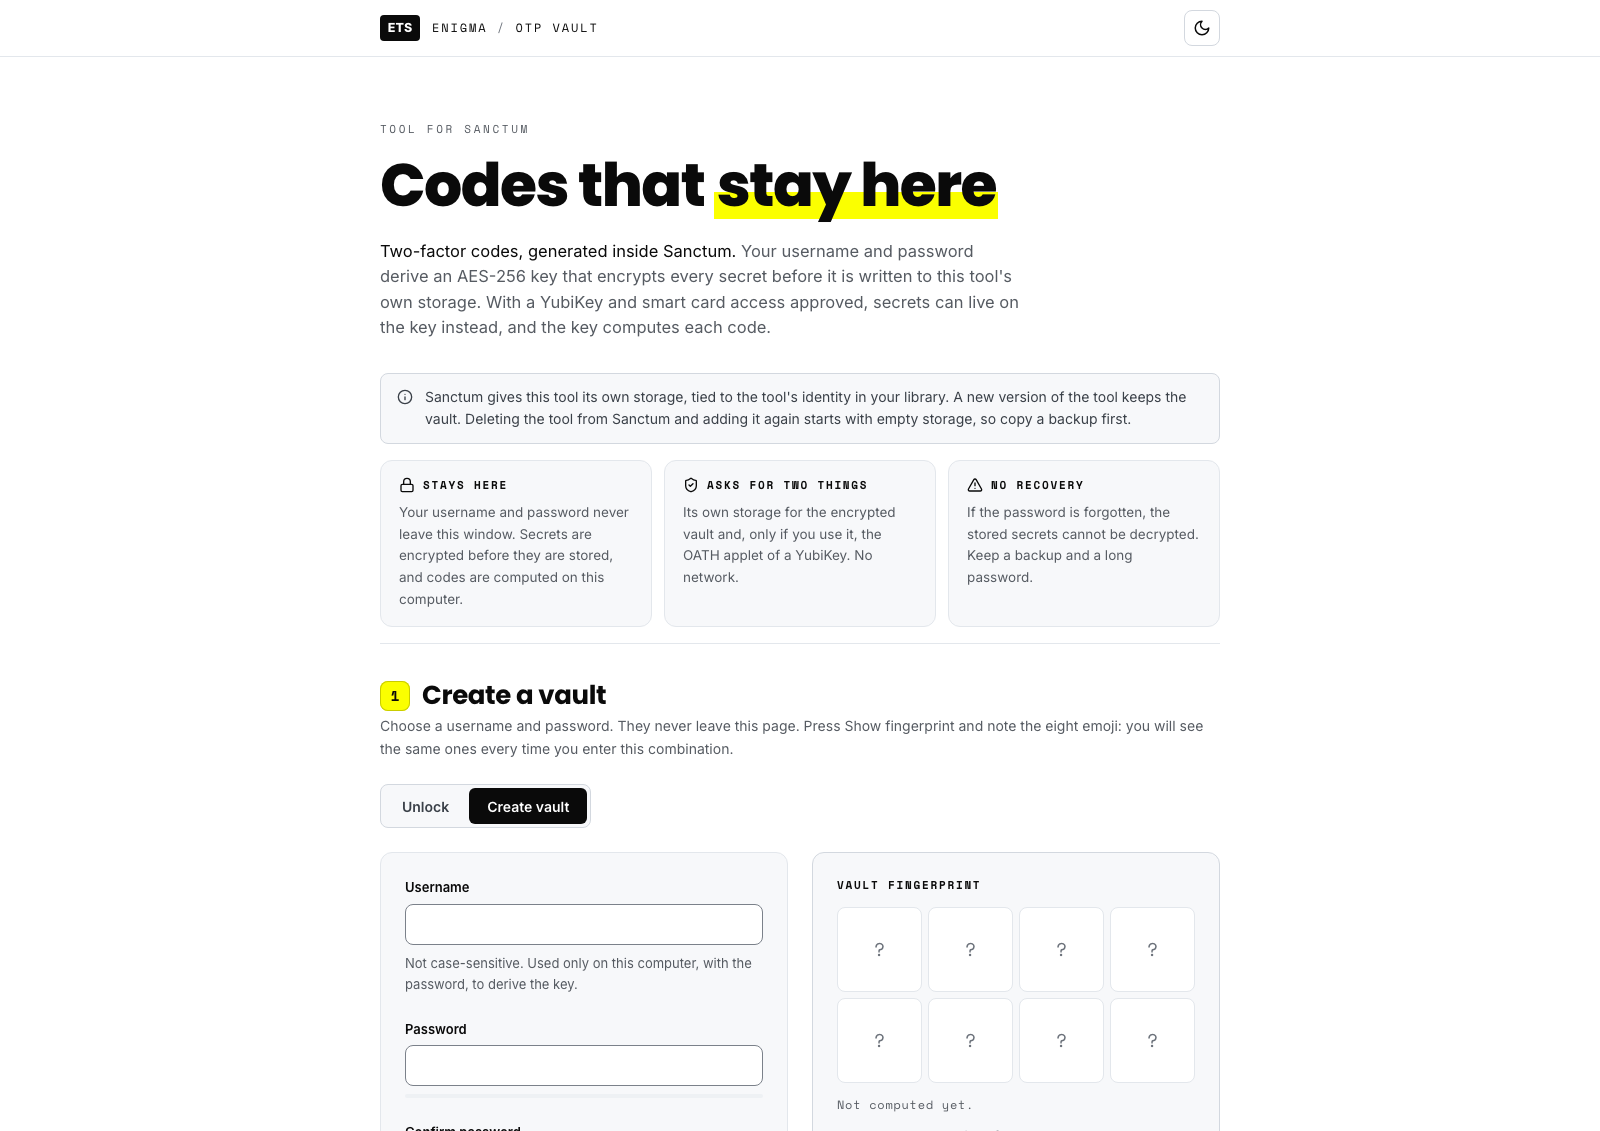 ETS ENIGMA / OTP VAULT
TOOL FOR SANCTUM
Codes that stay here
Two-factor codes, generated inside Sanctum. Your username and password
derive an AES-256 key that encrypts every secret before it is written to this tool's
own storage. With a YubiKey and smart card access approved, secrets can live on
the key instead, and the key computes each code.
Sanctum gives this tool its own storage, tied to the tool's identity in your library. A new version of the tool keeps the
vault. Deleting the tool from Sanctum and adding it again starts with empty storage, so copy a backup first.
STAYS HERE
Your username and password never
leave this window. Secrets are
encrypted before they are stored,
and codes are computed on this
computer.
ASKS FOR TWO THINGS
Its own storage for the encrypted
vault and, only if you use it, the
OATH applet of a YubiKey. No
network.
NO RECOVERY
If the password is forgotten, the
stored secrets cannot be decrypted.
Keep a backup and a long
password.
1 Create a vault
Choose a username and password. They never leave this page. Press Show fingerprint and note the eight emoji: you will see
the same ones every time you enter this combination.
Unlock Create vault
Username
Not case-sensitive. Used only on this computer, with the
password, to derive the key.
Password
Confirm password
VAULT FINGERPRINT
? ? ? ?
? ? ? ?
Not computed yet.